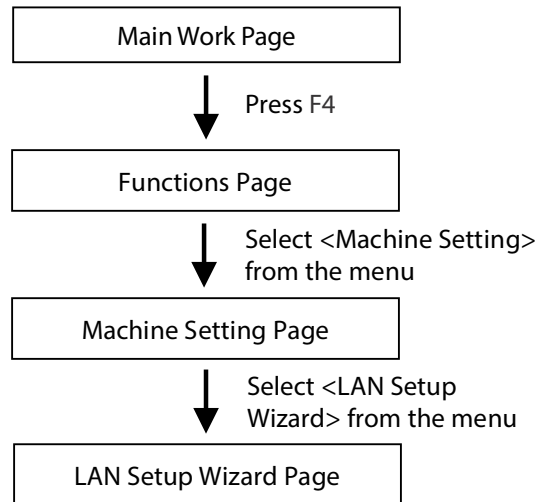 Main Work Page
Press F4
Functions Page
Select <Machine Setting>
from the menu
Machine Setting Page
Select <LAN Setup
Wizard> from the menu
LAN Setup Wizard Page